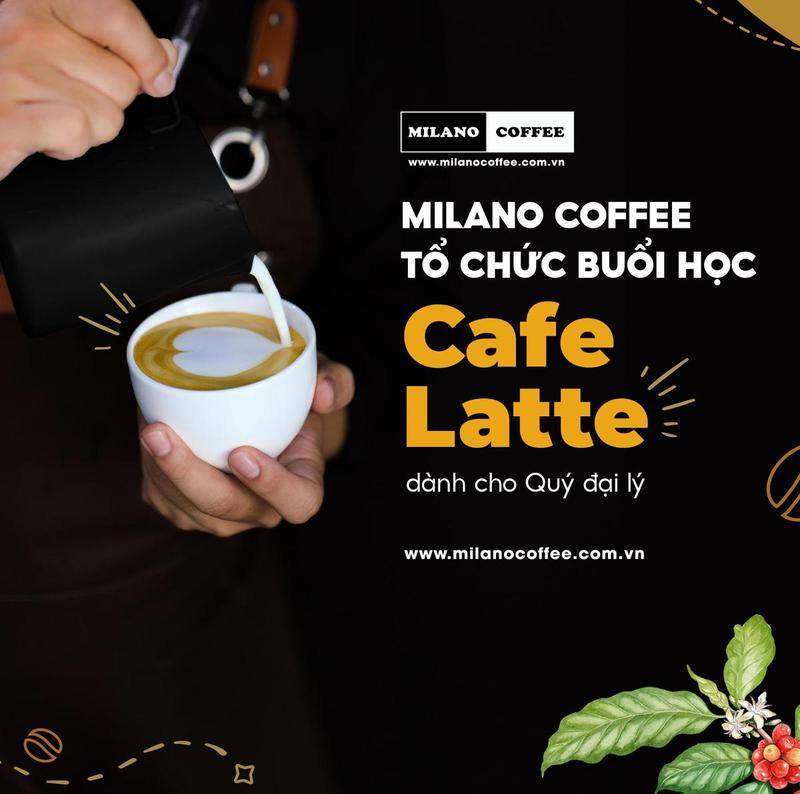 MILANO COFFEE
www.milanocoffee.com.vn
MILANO COFFEE
TỔ CHỨC BUỔI HỌC
Cafe
Latte
dành cho Quý đại lý
www.milanocoffee.com.vn